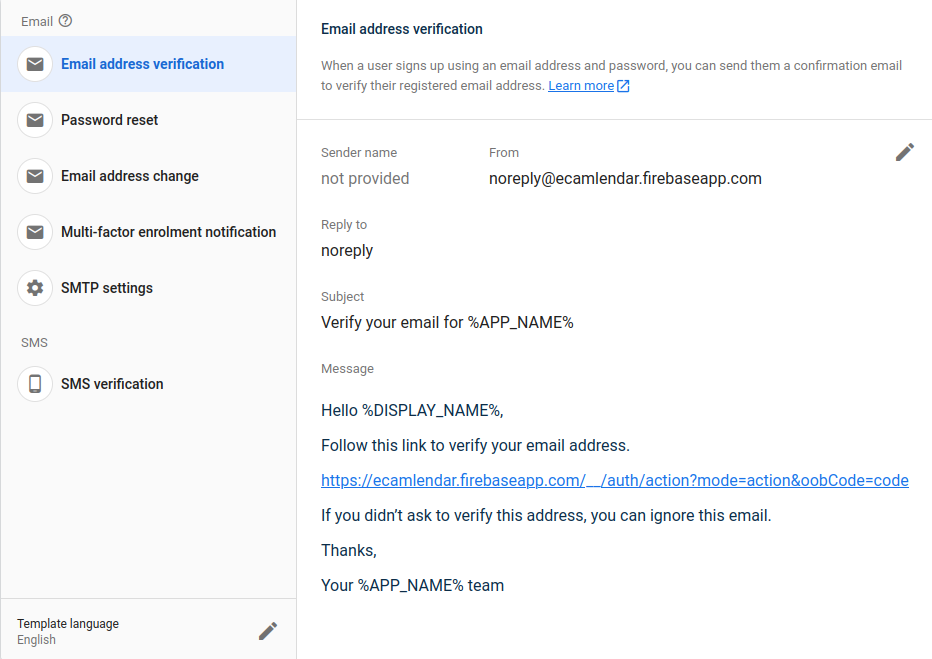 Email
Email address verification
Password reset
Email address change
Multi-factor enrolment notification
SMTP settings
SMS
SMS verification
Template language
English
Email address verification
When a user signs up using an email address and password, you can send them a confirmation email
to verify their registered email address. Learn more
Sender name
not provided
From
noreply@ecamlendar.firebaseapp.com
Reply to
noreply
Subject
Verify your email for %APP_NAME%
Message
Hello %DISPLAY_NAME%,
Follow this link to verify your email address.
https://ecamlendar.firebaseapp.com/__/auth/action?mode=action&oobCode=code
If you didn’t ask to verify this address, you can ignore this email.
Thanks,
Your %APP_NAME% team